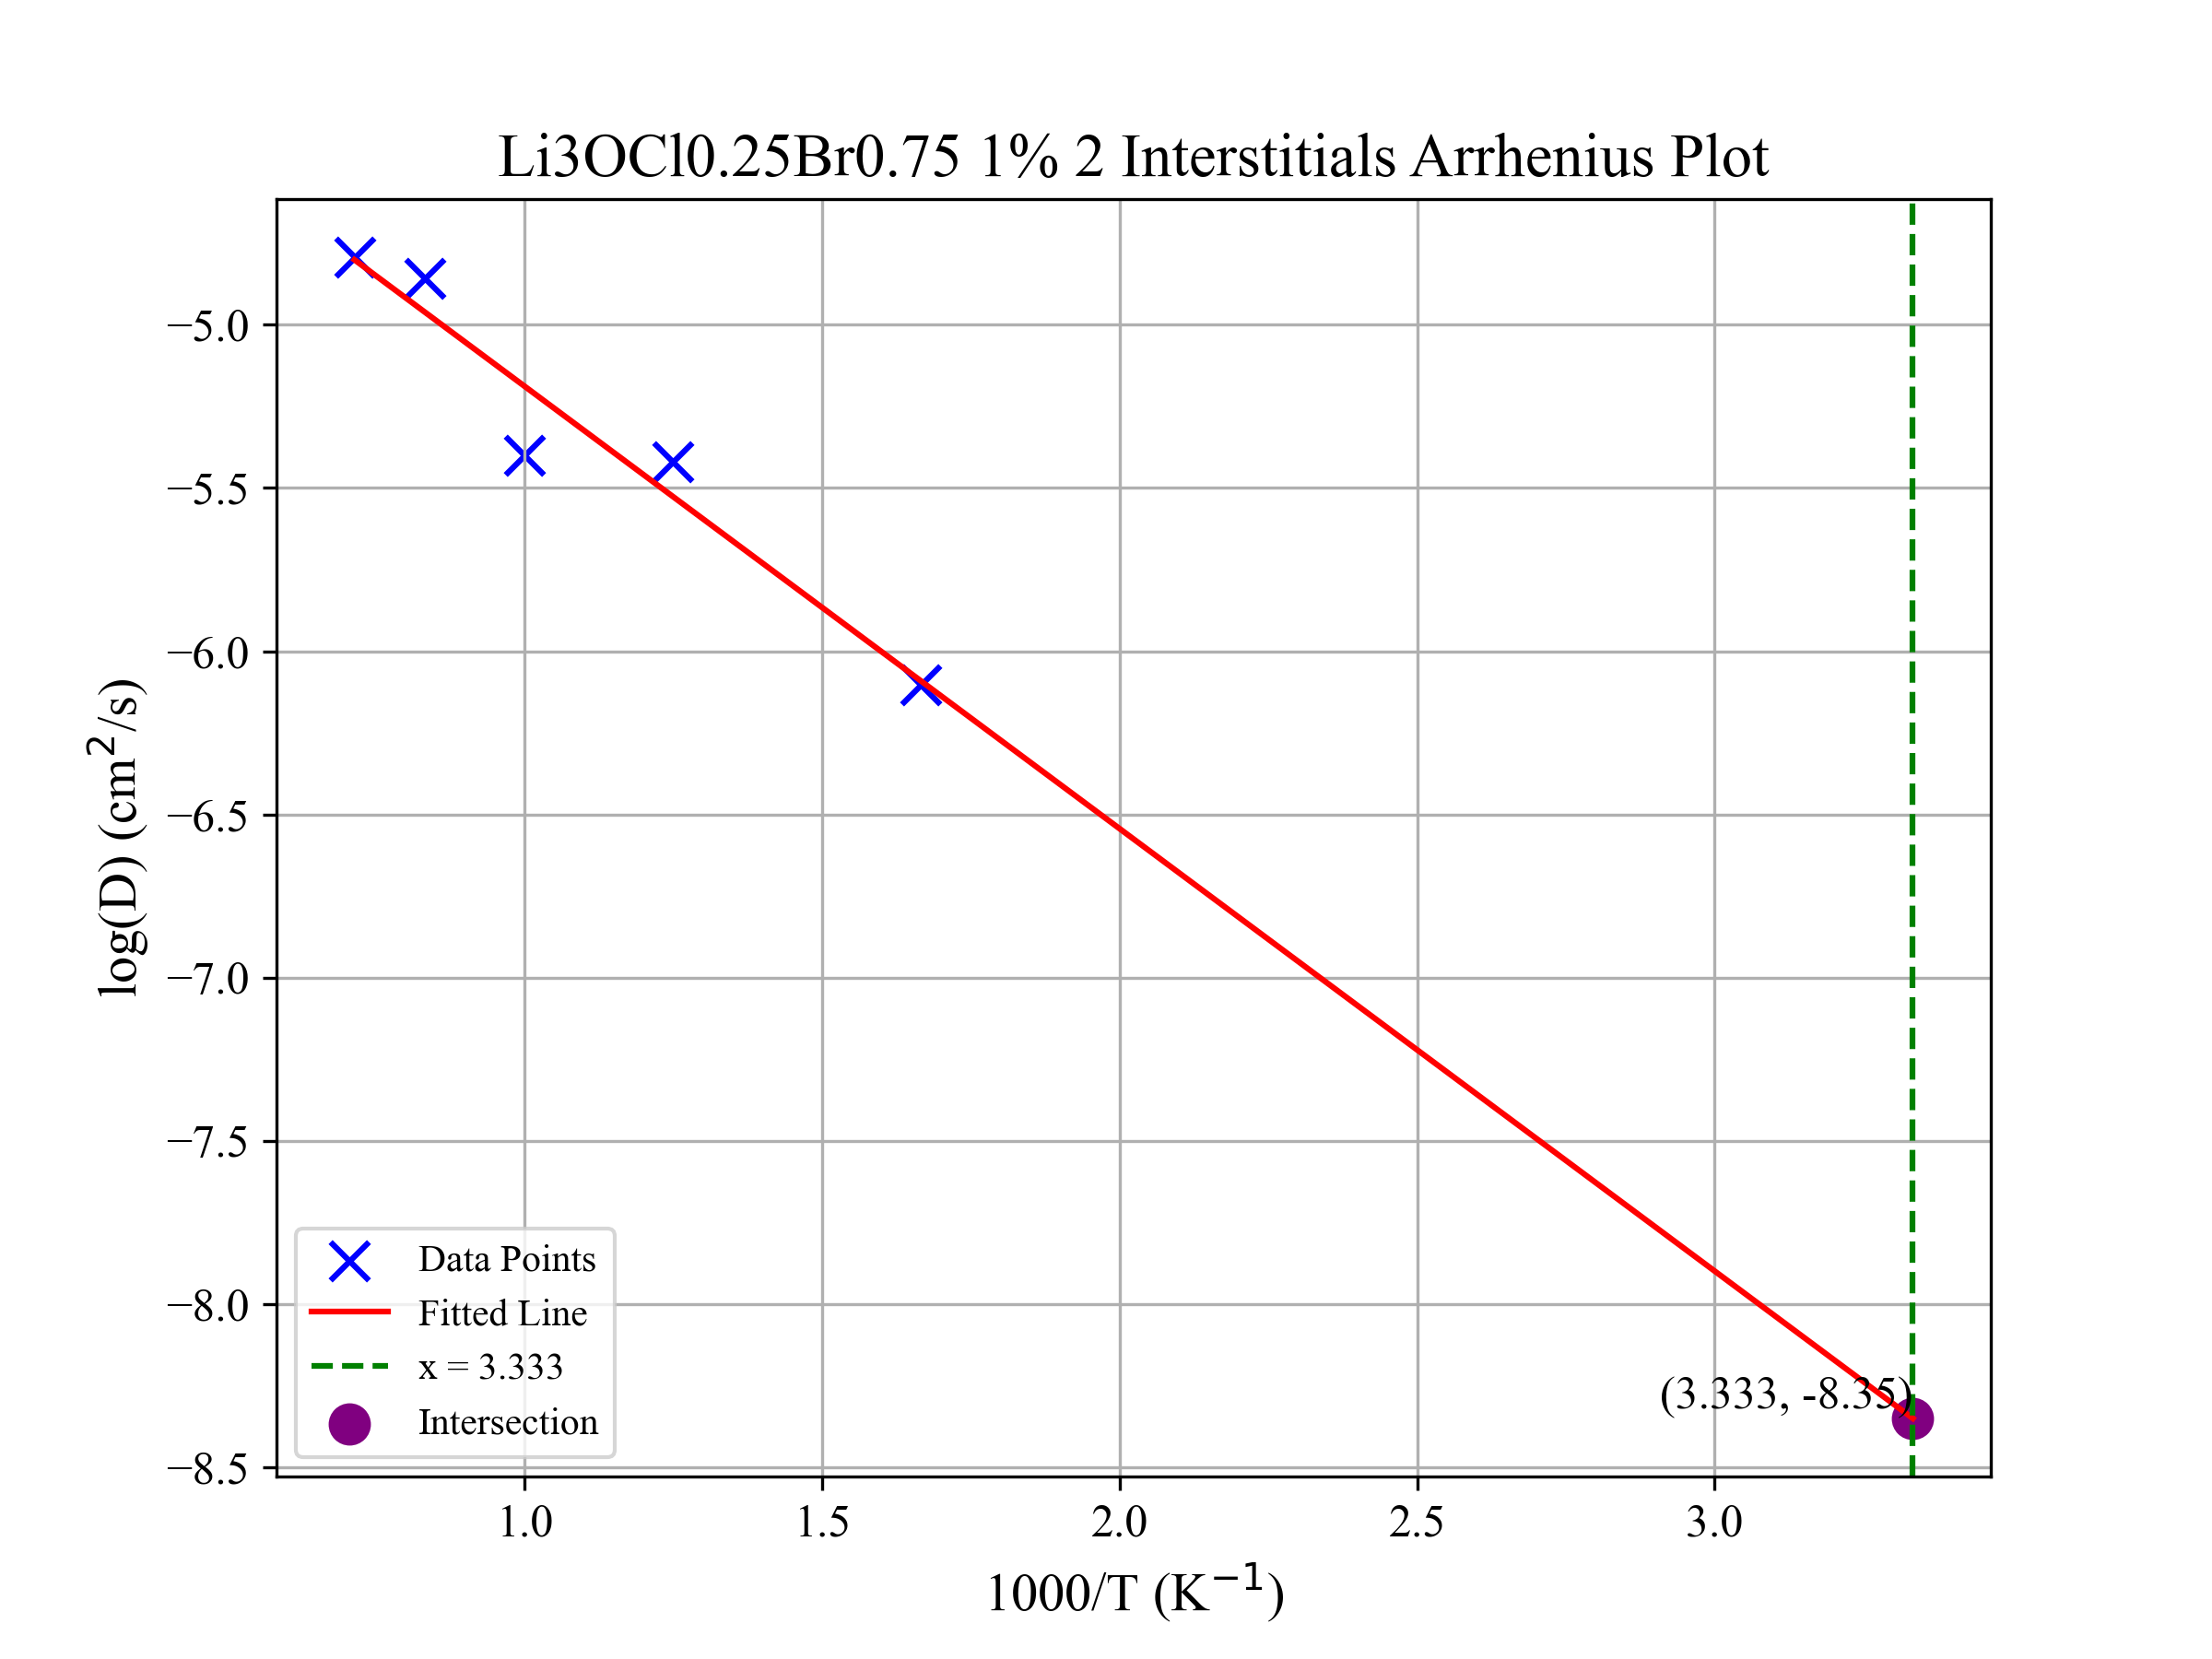 Li3OCl0.25Br0.75 1% 2 Interstitials Arrhenius Plot
log(D) (cm²/s)
−5.0
−5.5
−6.0
−6.5
−7.0
−7.5
−8.0
−8.5
Data Points
Fitted Line
x = 3.333
Intersection
(3.333, -8.35)
1.0 1.5 2.0 2.5 3.0
1000/T (K⁻¹)